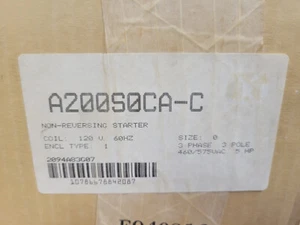 A200S0CA-C
NON-REVERSING STARTER
COIL: 120 V. 60HZ
SIZE: 0
ENCL TYPE: 1
3 PHASE 3 POLE
460/575VAC 5 HP
2094A83G07